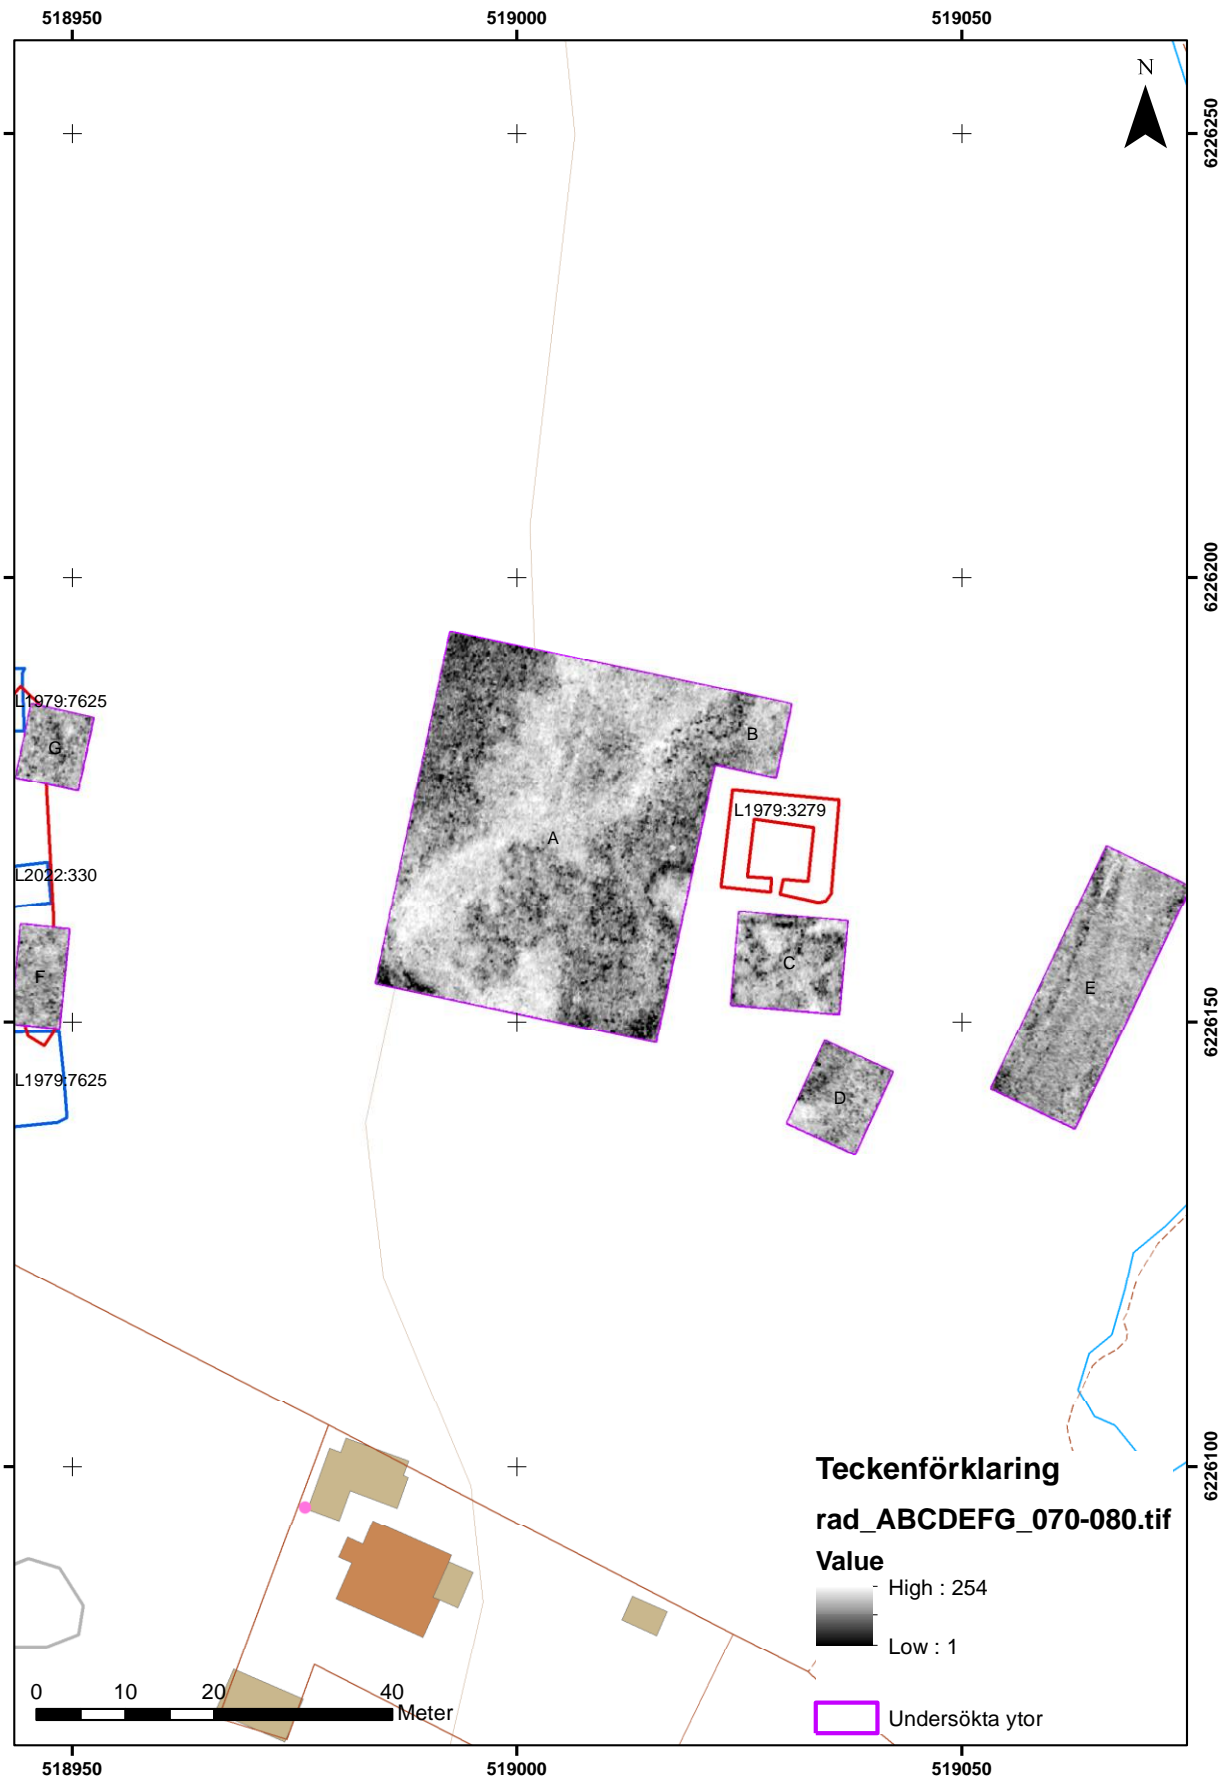 518950 519000 519050
N
6226250
6226200
L1979:7625
G
B
L1979:3279
A
L2022:330
C
F
E
6226150
L1979:7625
D
Teckenförklaring
6226100
rad_ABCDEFG_070-080.tif
Value
High : 254
Low : 1
0 10 20 40
Meter
Undersökta ytor
518950 519000 519050